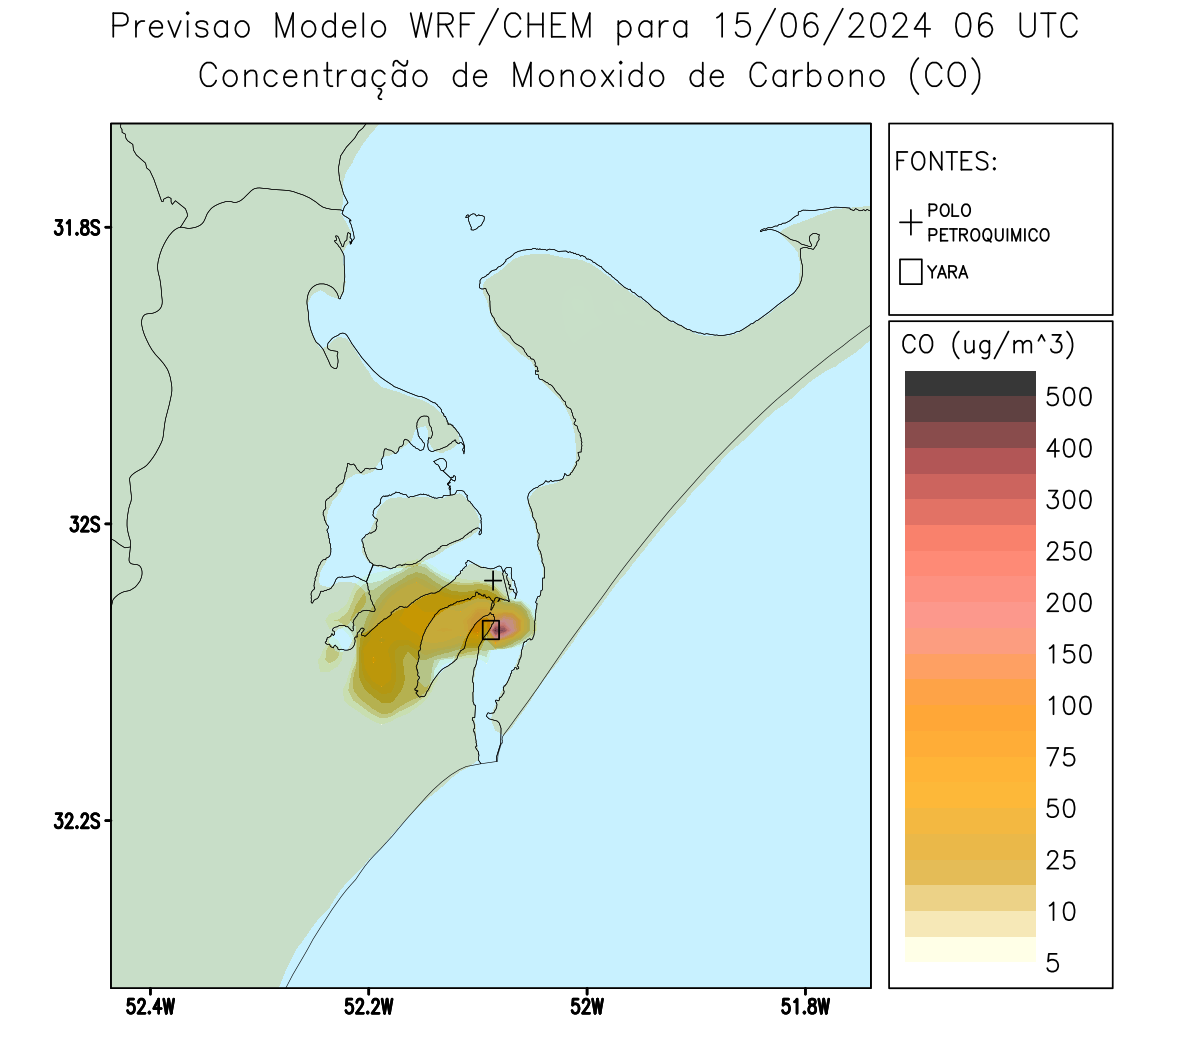 Previsao Modelo WRF/CHEM para 15/06/2024 06 UTC
Concentração de Monoxido de Carbono (CO)
FONTES:
POLO
PETROQUIMICO
YARA
CO (ug/m^3)
500
400
300
250
200
150
100
75
50
25
10
5
31.8S
32S
32.2S
52.4W
52.2W
52W
51.8W